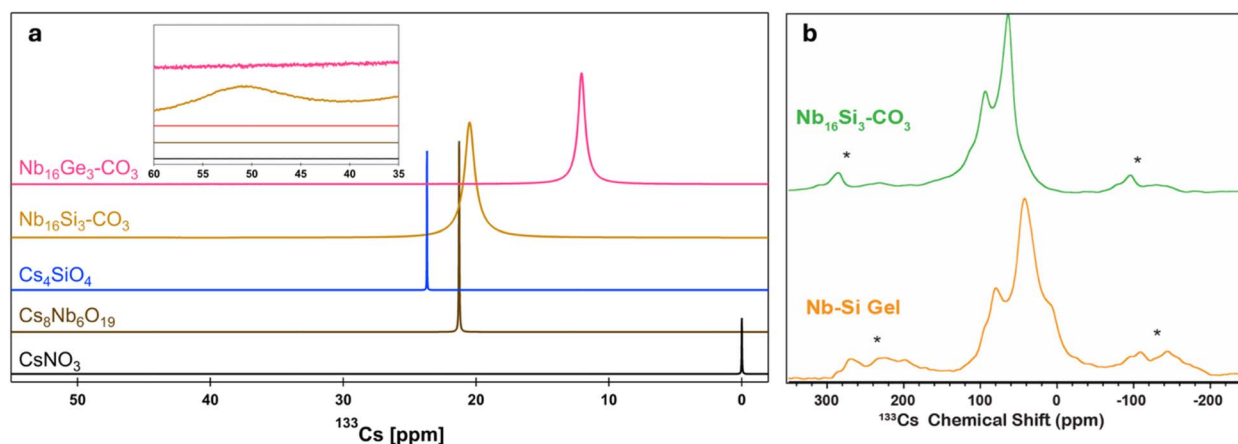 a
60 55 50 45 40 35
Nb₁₆Ge₃-CO₃
Nb₁₆Si₃-CO₃
Cs₄SiO₄
Cs₈Nb₆O₁₉
CsNO₃
50 40 30 20 10 0
¹³³Cs [ppm]
b
Nb₁₆Si₃-CO₃
* *
Nb-Si Gel
* *
300 200 100 0 -100 -200
¹³³Cs Chemical Shift (ppm)